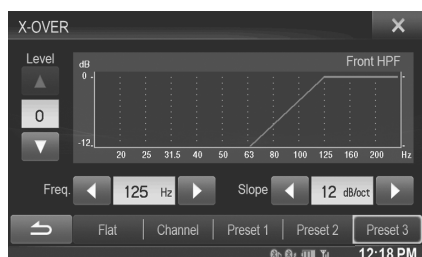 X-OVER
Level
dB
Front HPF
0
0
-12
20 25 31.5 40 50 63 80 100 125 160 200 Hz
Freq. 125 Hz Slope 12 dB/oct
Flat Channel Preset 1 Preset 2 Preset 3
12:18 PM